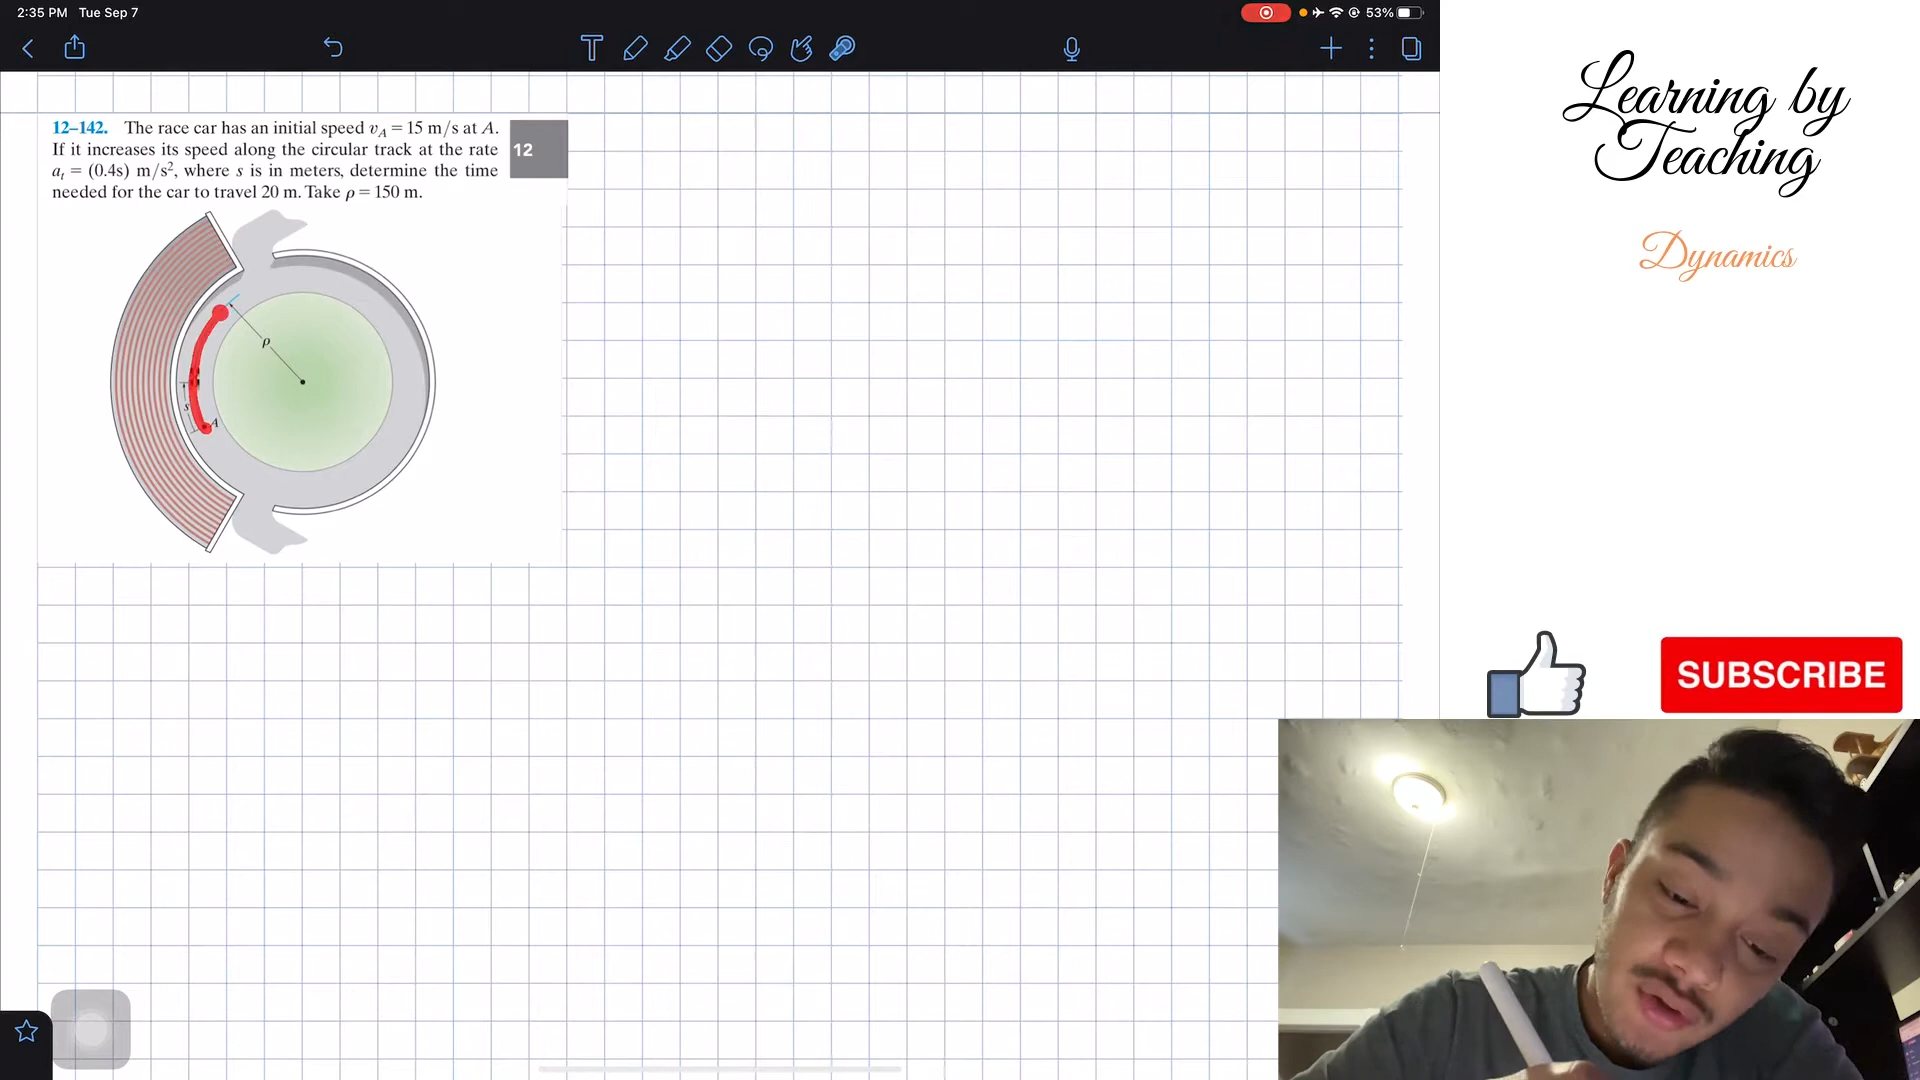 2:35 PM Tue Sep 7
53%
12–142. The race car has an initial speed v_A = 15 m/s at A.
If it increases its speed along the circular track at the rate
a_t = (0.4s) m/s², where s is in meters, determine the time
needed for the car to travel 20 m. Take ρ = 150 m.
12
ρ
s
A
Learning by
Teaching
Dynamics
SUBSCRIBE